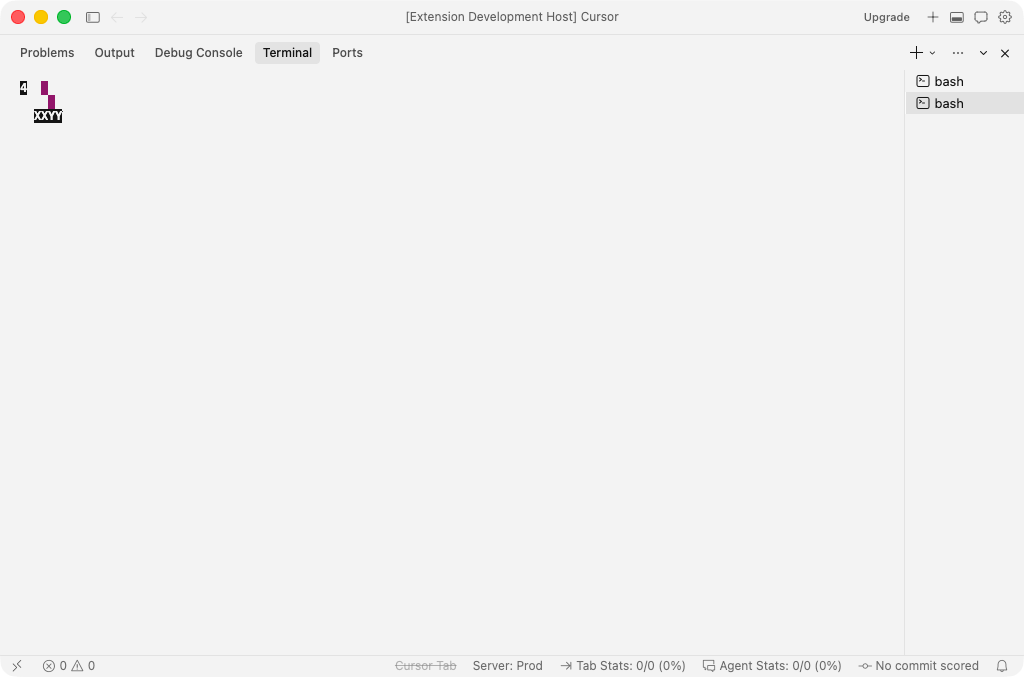 [Extension Development Host] Cursor
Upgrade
Problems Output Debug Console Terminal Ports
4
XXYY
bash
bash
0 0 Cursor Tab Server: Prod Tab Stats: 0/0 (0%) Agent Stats: 0/0 (0%) No commit scored